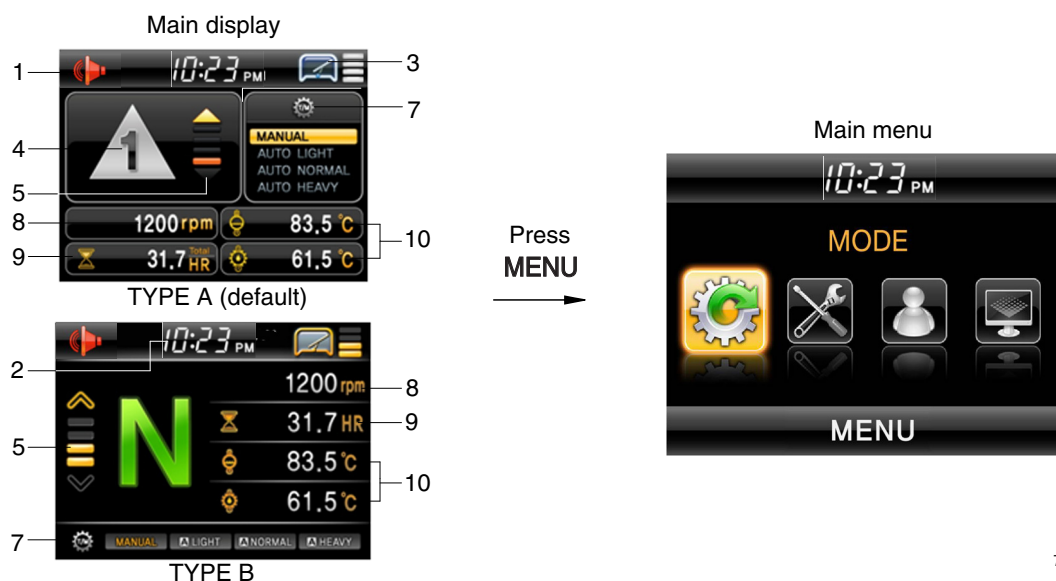 Main display
1
10:23 PM
3
T/M
7
MANUAL
AUTO LIGHT
AUTO NORMAL
AUTO HEAVY
4
1
5
8
1200 rpm
83.5 °C
9
31.7 Total HR
61.5 °C
10
TYPE A (default)
10:23 PM
2
1200 rpm
8
N
31.7 HR
9
5
83.5 °C
61.5 °C
10
7
T/M
MANUAL
A LIGHT
A NORMAL
A HEAVY
TYPE B
Press
MENU
Main menu
10:23 PM
MODE
MENU